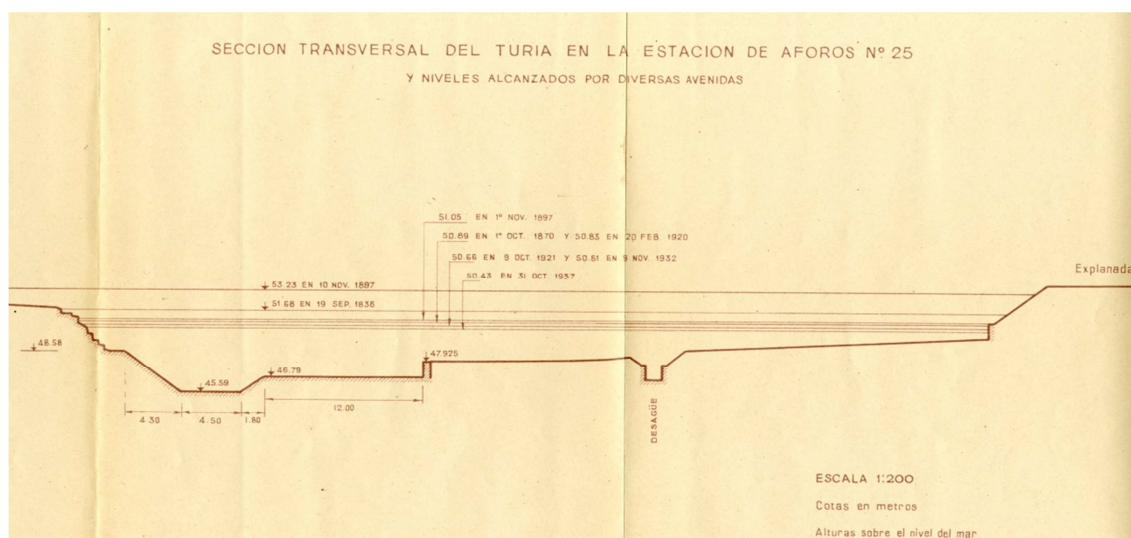 SECCION TRANSVERSAL DEL TURIA EN LA ESTACION DE AFOROS Nº 25
Y NIVELES ALCANZADOS POR DIVERSAS AVENIDAS
51.05 EN 1º NOV. 1897
50.89 EN 1º OCT. 1870 Y 50.83 EN 20 FEB. 1920
50.66 EN 8 OCT. 1921 Y 50.61 EN 9 NOV. 1932
50.43 EN 31 OCT. 1957
Explanada
53.23 EN 10 NOV. 1897
51.68 EN 19 SEP. 1836
48.58
47.925
46.79
45.59
4.30
4.50
1.80
12.00
DESAGÜE
ESCALA 1:200
Cotas en metros
Alturas sobre el nivel del mar